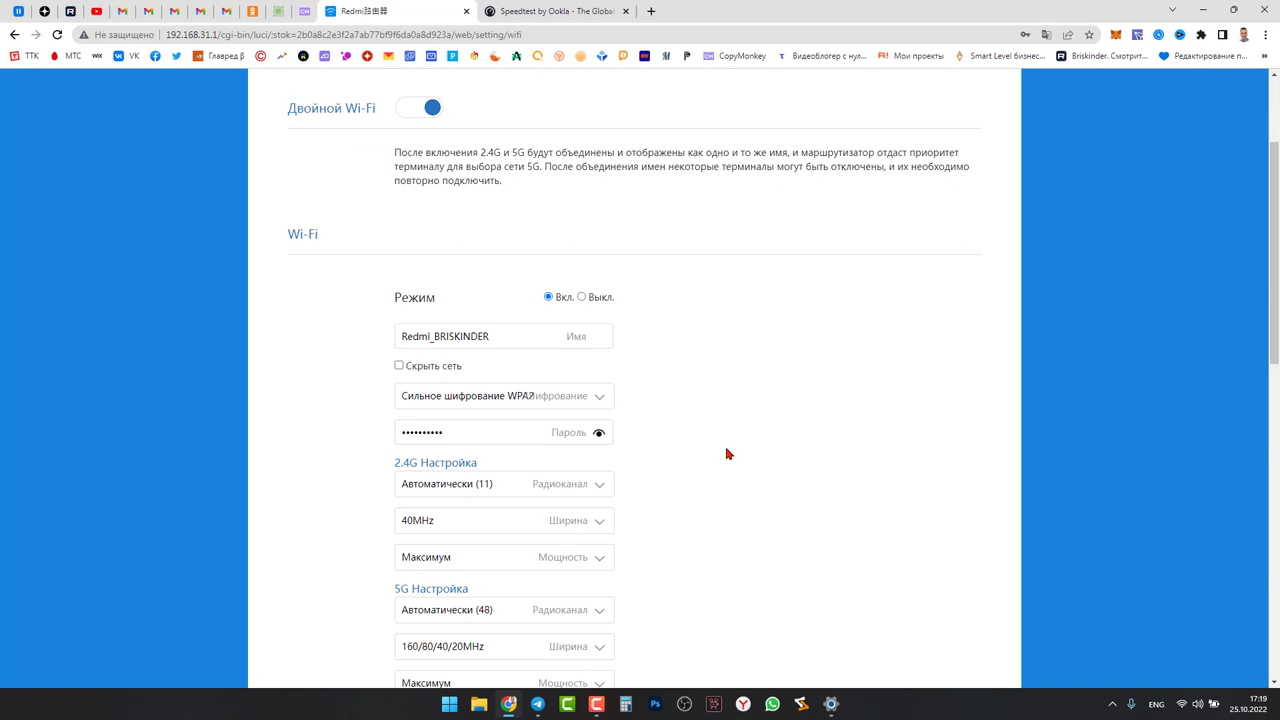 Redmi路由器
Speedtest by Ookla - The Global
Не защищено
192.168.31.1/cgi-bin/luci/;stok=2b0a8c2e3f2a7ab77bf9f6da0a8d923a/web/setting/wifi
ТТК
МТС
VK
Главред β
CopyMonkey
Видеоблогер с нул...
Мои проекты
Smart Level бизнес...
Briskinder. Смотрит...
Редактирование п...
Двойной Wi-Fi
После включения 2.4G и 5G будут объединены и отображены как одно и то же имя, и маршрутизатор отдаст приоритет
терминалу для выбора сети 5G. После объединения имен некоторые терминалы могут быть отключены, и их необходимо
повторно подключить.
Wi-Fi
Режим
Вкл.
Выкл.
Redmi_BRISKINDER
Имя
Скрыть сеть
Сильное шифрование WPA2
Шифрование
Пароль
2.4G Настройка
Автоматически (11)
Радиоканал
40MHz
Ширина
Максимум
Мощность
5G Настройка
Автоматически (48)
Радиоканал
160/80/40/20MHz
Ширина
Максимум
Мощность
ENG
17:19
25.10.2022